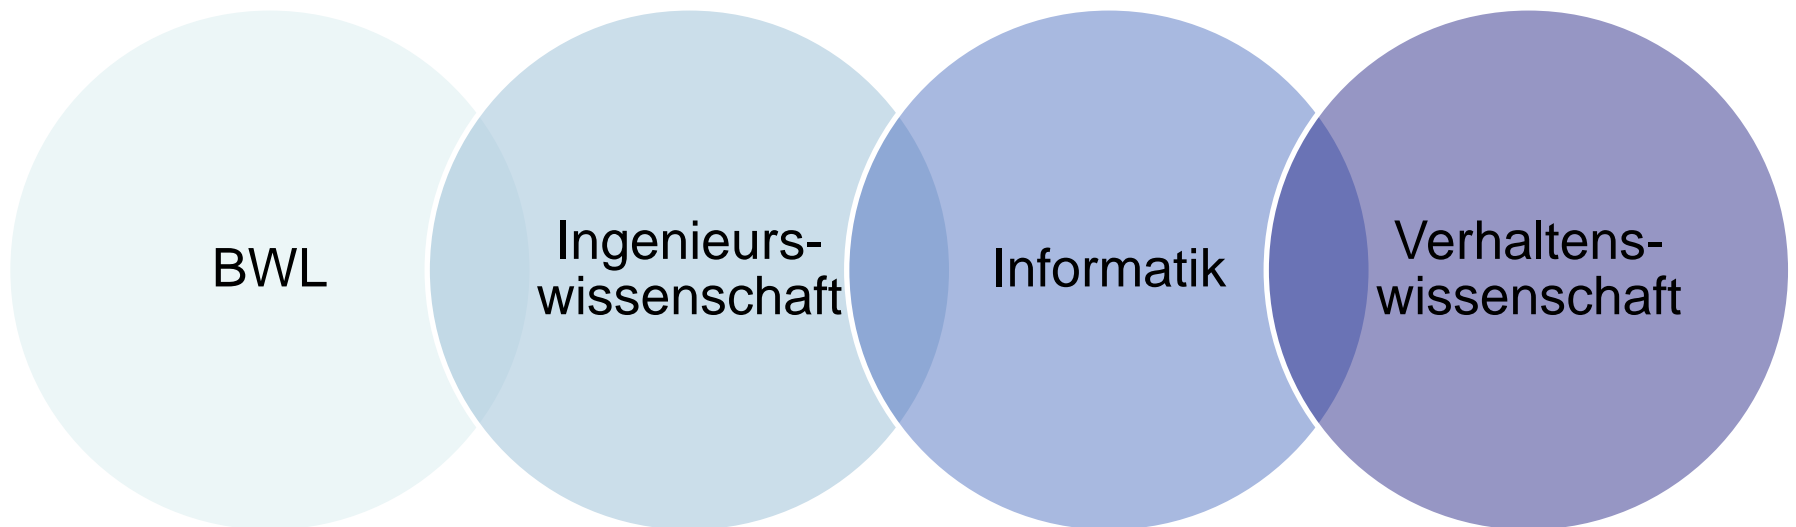 BWL
Ingenieurs-
wissenschaft
Informatik
Verhaltens-
wissenschaft